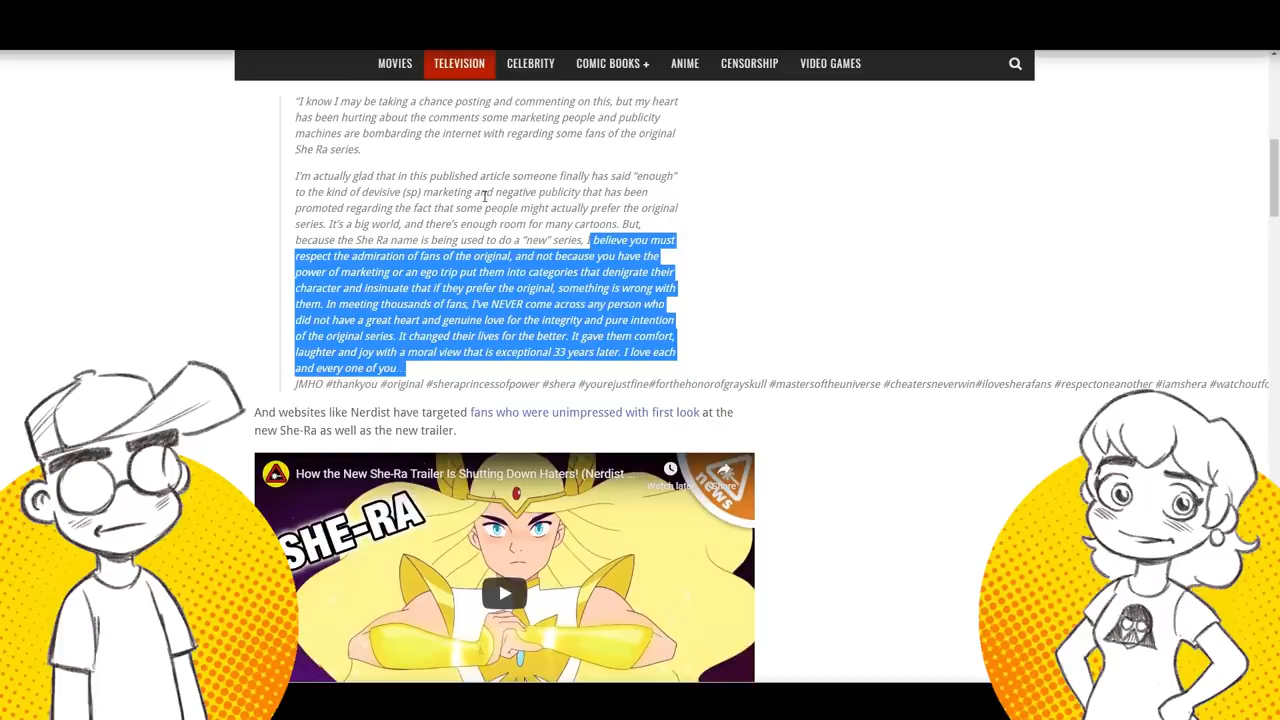 MOVIES TELEVISION CELEBRITY COMIC BOOKS + ANIME CENSORSHIP VIDEO GAMES
“I know I may be taking a chance posting and commenting on this, but my heart
has been hurting about the comments some marketing people and publicity
machines are bombarding the internet with regarding some fans of the original
She Ra series.
I’m actually glad that in this published article someone finally has said “enough”
to the kind of devisive (sp) marketing and negative publicity that has been
promoted regarding the fact that some people might actually prefer the original
series. It’s a big world, and there’s enough room for many cartoons. But,
because the She Ra name is being used to do a “new” series, I believe you must
respect the admiration of fans of the original, and not because you have the
power of marketing or an ego trip put them into categories that denigrate their
character and insinuate that if they prefer the original, something is wrong with
them. In meeting thousands of fans, I’ve NEVER come across any person who
did not have a great heart and genuine love for the integrity and pure intention
of the original series. It changed their lives for the better. It gave them comfort,
laughter and joy with a moral view that is exceptional 33 years later. I love each
and every one of you…
JMHO #thankyou #original #sheraprincessofpower #shera #yourejustfine#forthehonorofgrayskull #mastersoftheuniverse #cheatersneverwin#ilovesherafans #respectoneanother #iamshera #watchoutfo
And websites like Nerdist have targeted fans who were unimpressed with first look at the
new She-Ra as well as the new trailer.
How the New She-Ra Trailer Is Shutting Down Haters! (Nerdist ...
Watch later Share
news
SHE-RA